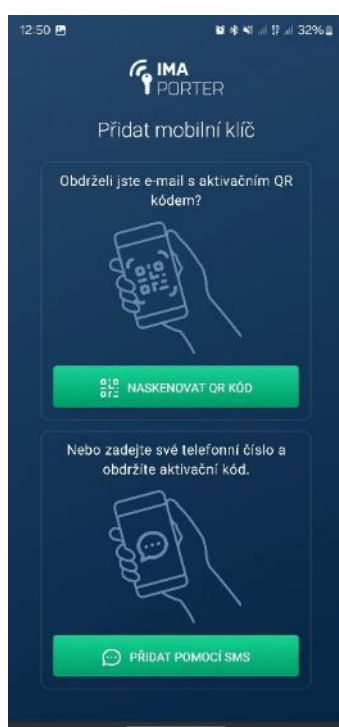 12:50
32%
IMA
PORTER
Přidat mobilní klíč
Obdrželi jste e-mail s aktivačním QR
kódem?
NASKENOVAT QR KÓD
Nebo zadejte své telefonní číslo a
obdržíte aktivační kód.
PŘIDAT POMOCÍ SMS